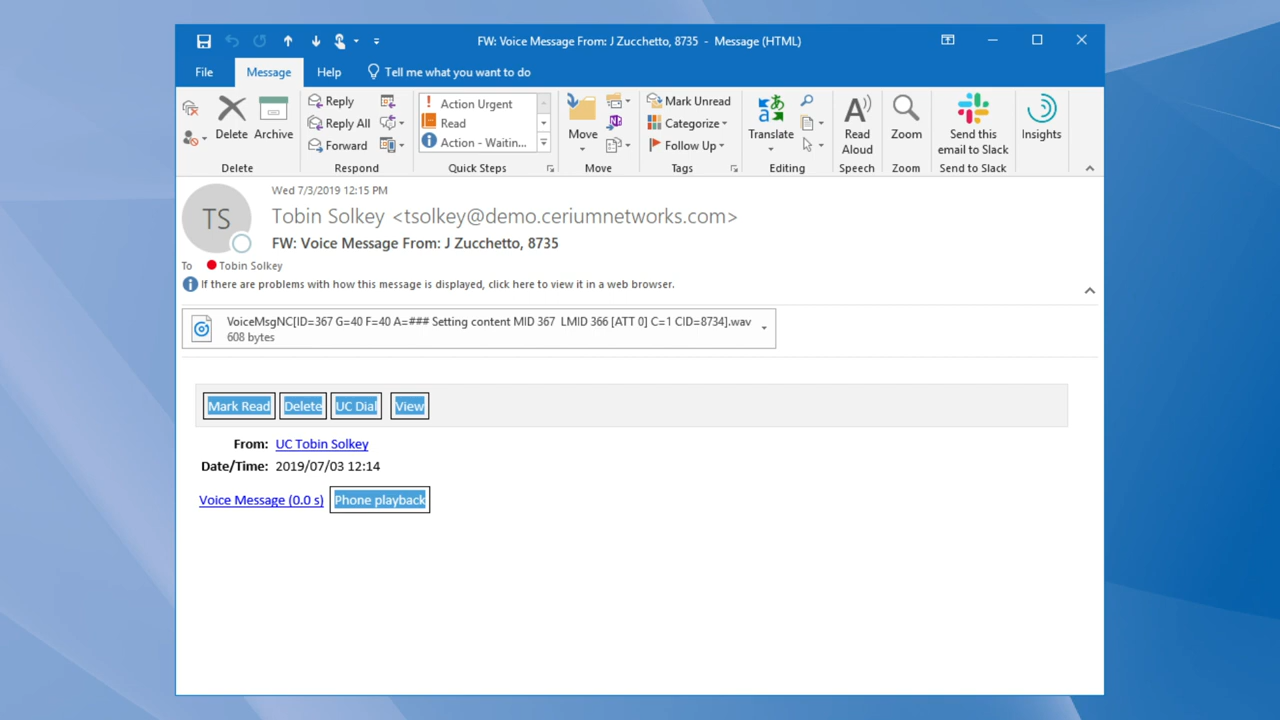 FW: Voice Message From: J Zucchetto, 8735 - Message (HTML)
File Message Help Tell me what you want to do
Delete Archive
Reply
Reply All
Forward
Action Urgent
Read
Action - Waitin...
Move
Mark Unread
Categorize
Follow Up
Translate
Read Aloud
Zoom
Send this email to Slack
Insights
Delete Respond Quick Steps Move Tags Editing Speech Zoom Send to Slack
Wed 7/3/2019 12:15 PM
TS
Tobin Solkey <tsolkey@demo.ceriumnetworks.com>
FW: Voice Message From: J Zucchetto, 8735
To Tobin Solkey
If there are problems with how this message is displayed, click here to view it in a web browser.
VoiceMsgNC[ID=367 G=40 F=40 A=### Setting content MID 367 LMID 366 [ATT 0] C=1 CID=8734].wav
608 bytes
Mark Read Delete UC Dial View
From: UC Tobin Solkey
Date/Time: 2019/07/03 12:14
Voice Message (0.0 s) Phone playback